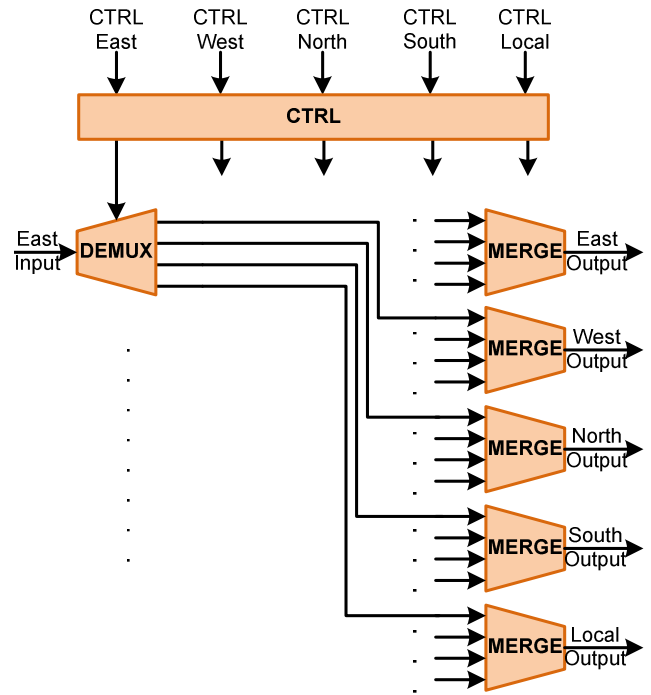 CTRL East
CTRL West
CTRL North
CTRL South
CTRL Local
CTRL
East Input
DEMUX
MERGE
East Output
MERGE
West Output
MERGE
North Output
MERGE
South Output
MERGE
Local Output